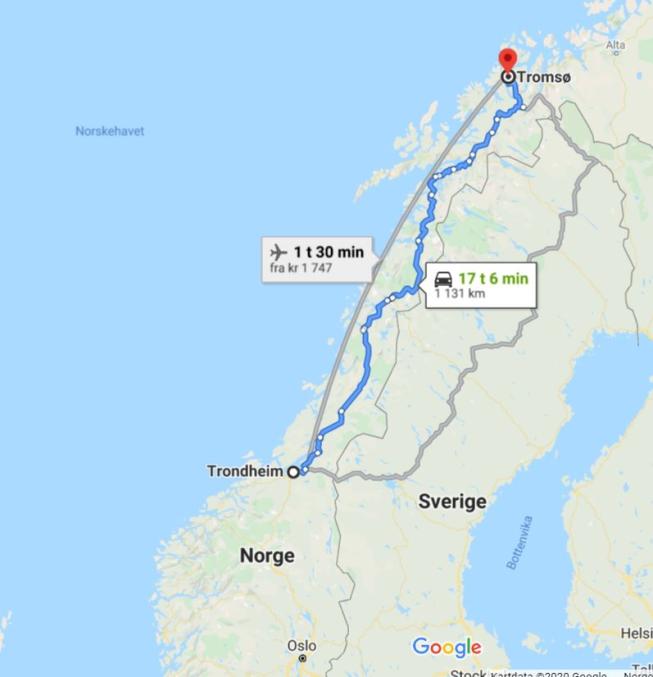 Alta
Tromsø
Norskehavet
1 t 30 min
fra kr 1 747
17 t 6 min
1 131 km
Trondheim
Sverige
Bottenvika
Norge
Oslo
Google
Helsi
Stock
Kartdata ©2020 Google
Norge